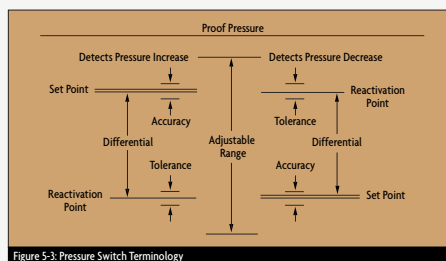 Proof Pressure
Detects Pressure Increase
Detects Pressure Decrease
Set Point
Reactivation
Point
Accuracy
Tolerance
Differential
Adjustable
Range
Differential
Tolerance
Accuracy
Reactivation
Point
Set Point
Figure 5-3: Pressure Switch Terminology